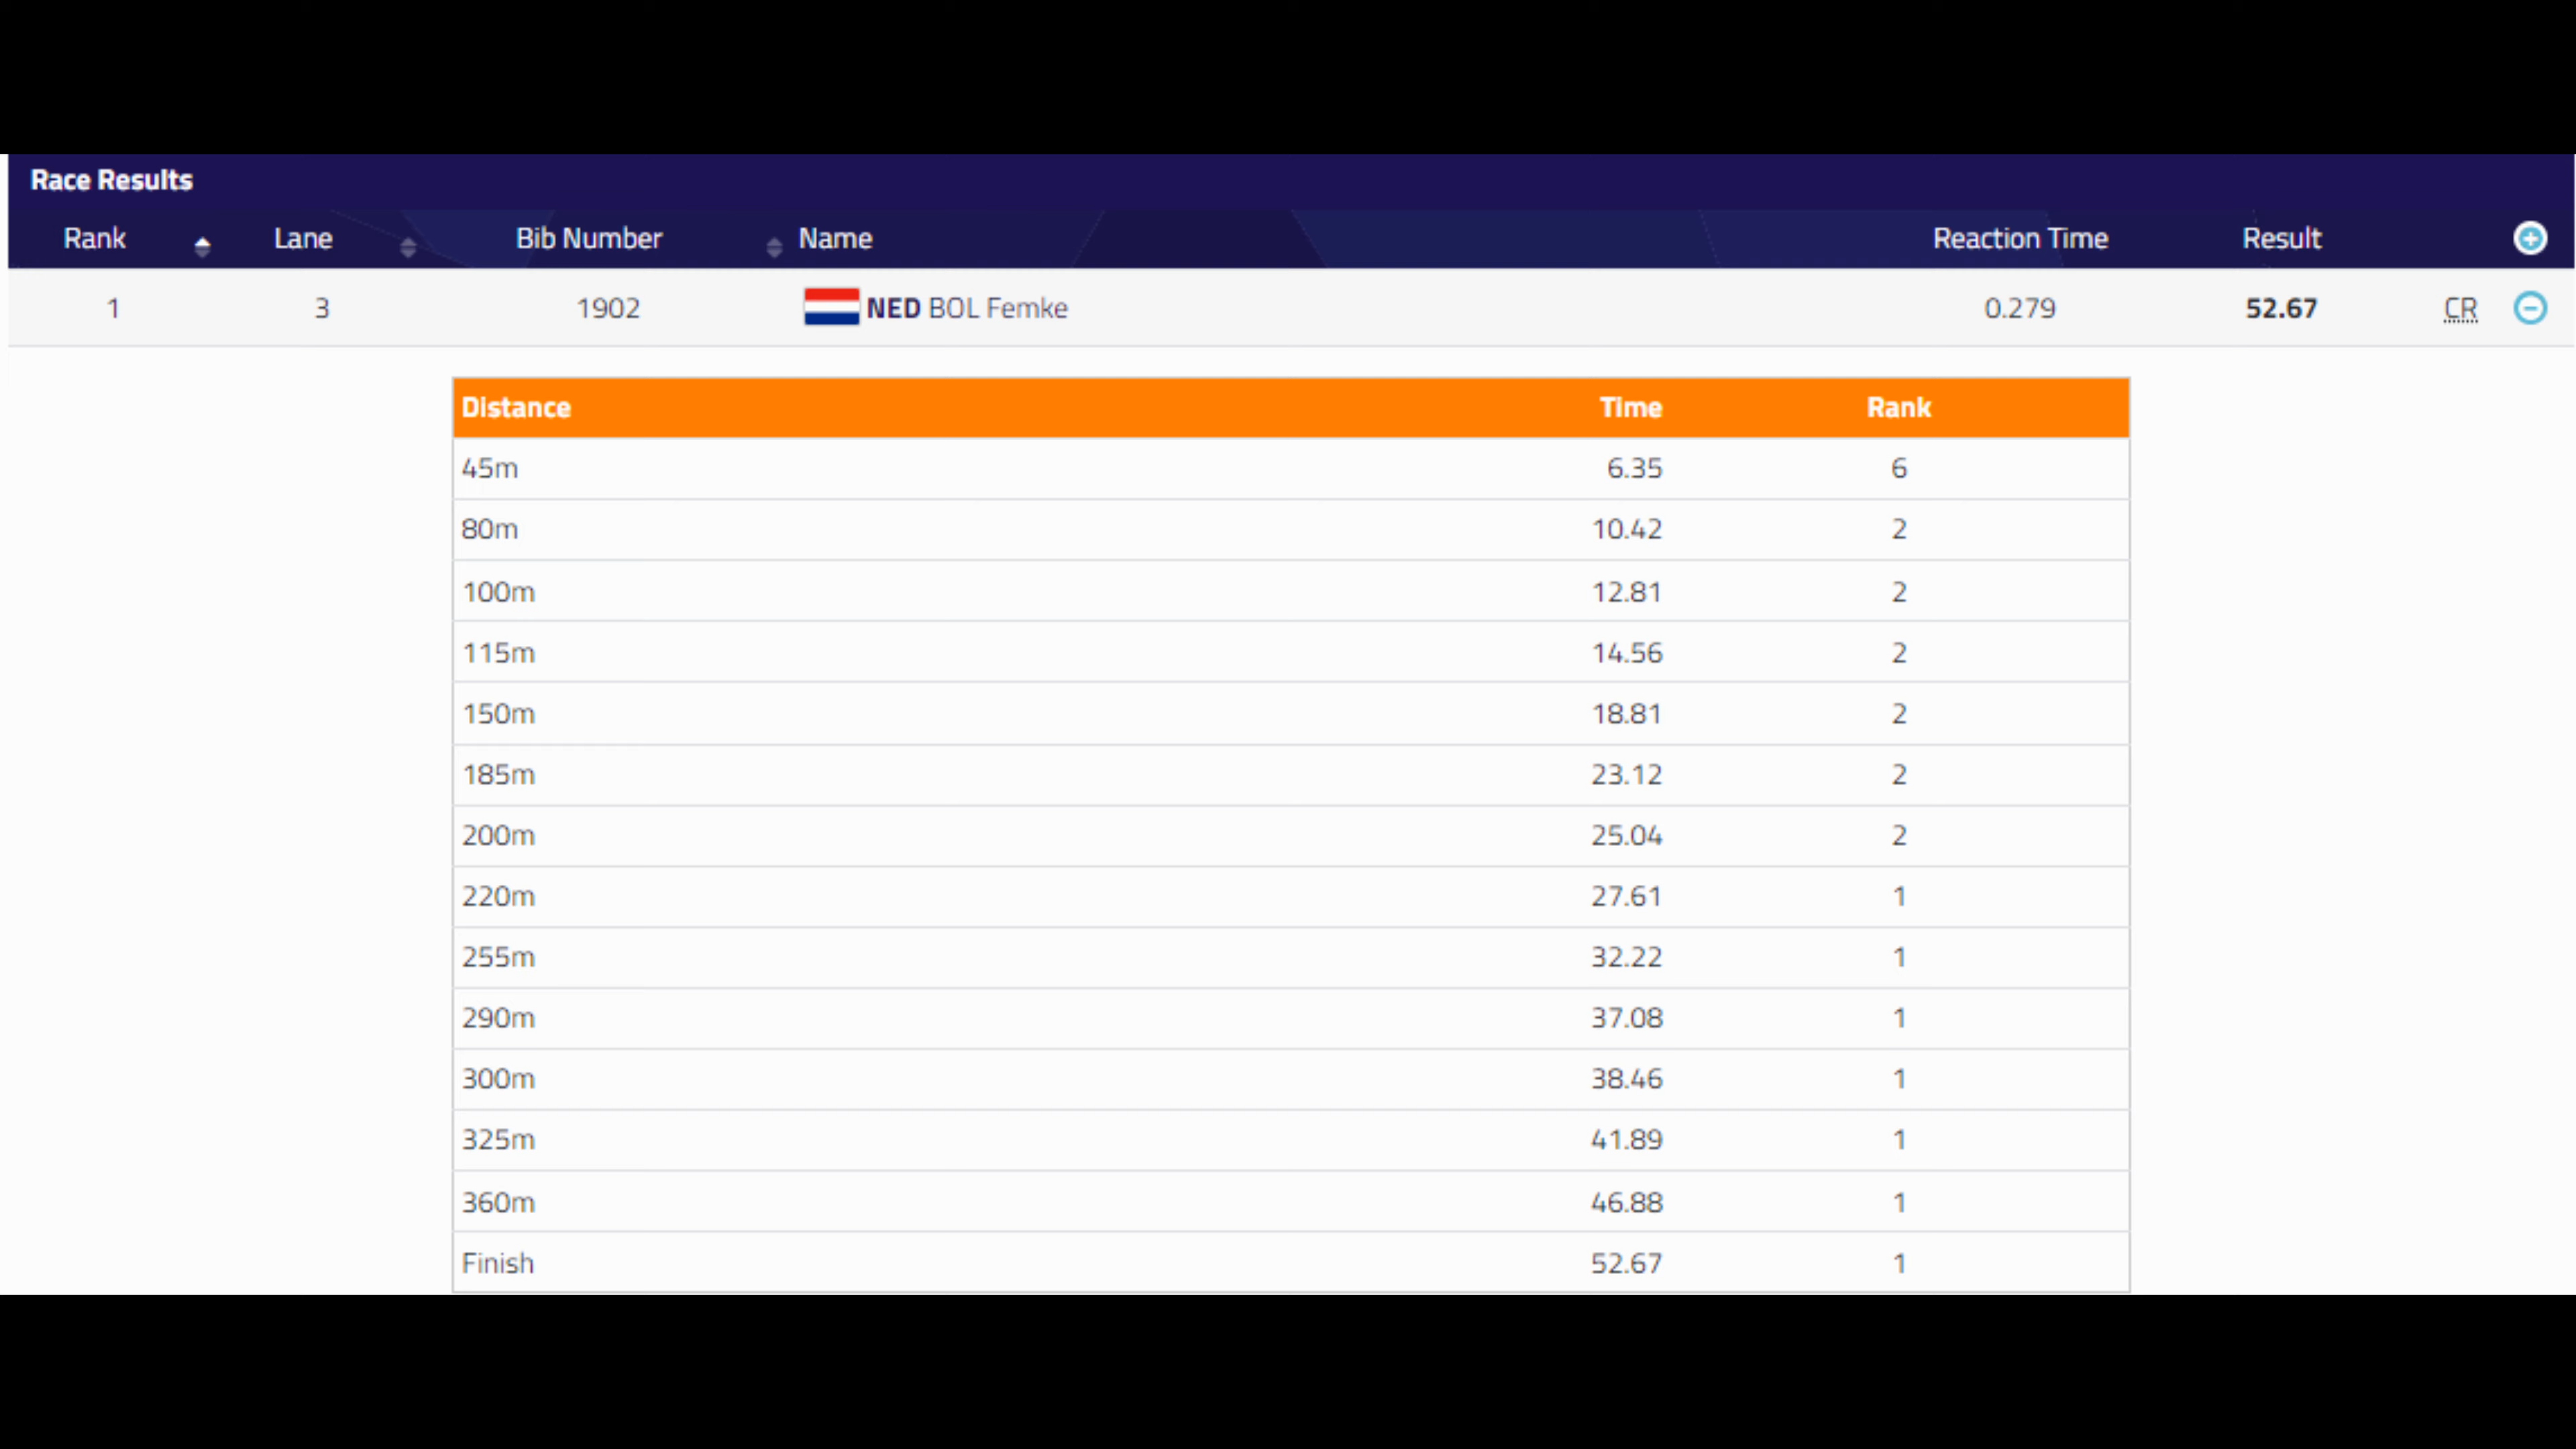 Race Results
Rank Lane Bib Number Name Reaction Time Result
1 3 1902 NED BOL Femke 0.279 52.67 CR
Distance Time Rank
45m 6.35 6
80m 10.42 2
100m 12.81 2
115m 14.56 2
150m 18.81 2
185m 23.12 2
200m 25.04 2
220m 27.61 1
255m 32.22 1
290m 37.08 1
300m 38.46 1
325m 41.89 1
360m 46.88 1
Finish 52.67 1